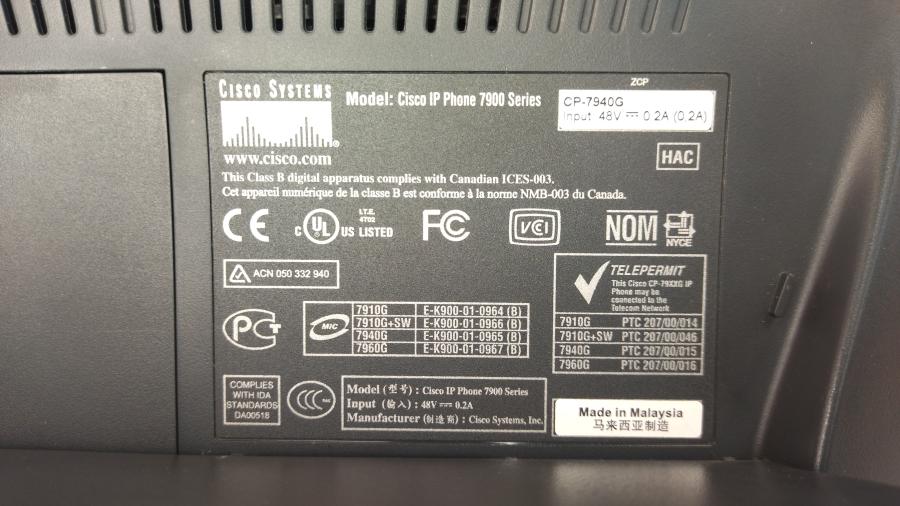 CISCO SYSTEMS
www.cisco.com
Model: Cisco IP Phone 7900 Series
ZCP
CP-7940G
Input: 48V ⎓ 0.2A (0.2A)
HAC
This Class B digital apparatus complies with Canadian ICES-003.
Cet appareil numérique de la classe B est conforme à la norme NMB-003 du Canada.
CE
C UL US LISTED
I.T.E.
4702
FC
VCI
NOM
NYCE
ACN 050 332 940
TELEPERMIT
This Cisco CP-79XXG IP
Phone may be
connected to the
Telecom Network
7910G PTC 207/00/014
7910G+SW PTC 207/00/046
7940G PTC 207/00/015
7960G PTC 207/00/016
PCT
MIC
7910G E-K900-01-0964 (B)
7910G+SW E-K900-01-0966 (B)
7940G E-K900-01-0965 (B)
7960G E-K900-01-0967 (B)
COMPLIES
WITH IDA
STANDARDS
DA00518
CCC
Model (型号) : Cisco IP Phone 7900 Series
Input (输入) : 48V ⎓ 0.2A
Manufacturer (制造商) : Cisco Systems, Inc.
Made in Malaysia
马来西亚制造